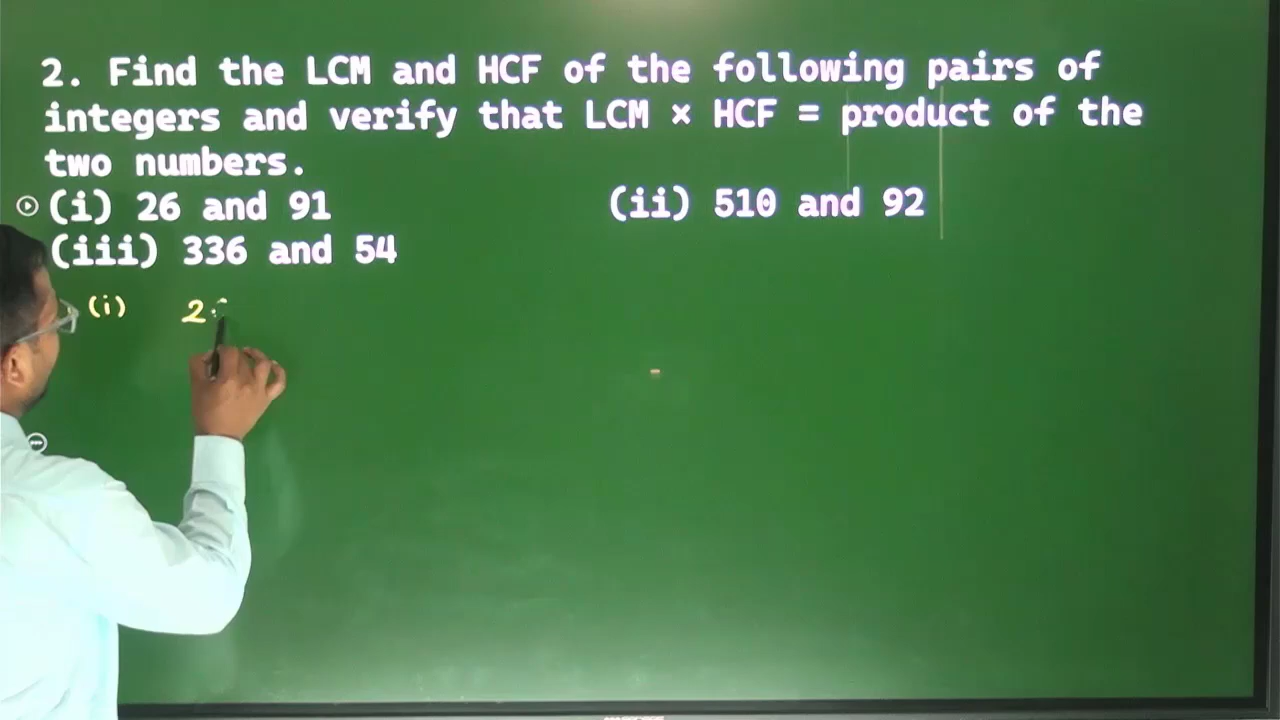 2. Find the LCM and HCF of the following pairs of
integers and verify that LCM × HCF = product of the
two numbers.
(i) 26 and 91 (ii) 510 and 92
(iii) 336 and 54
(i) 2